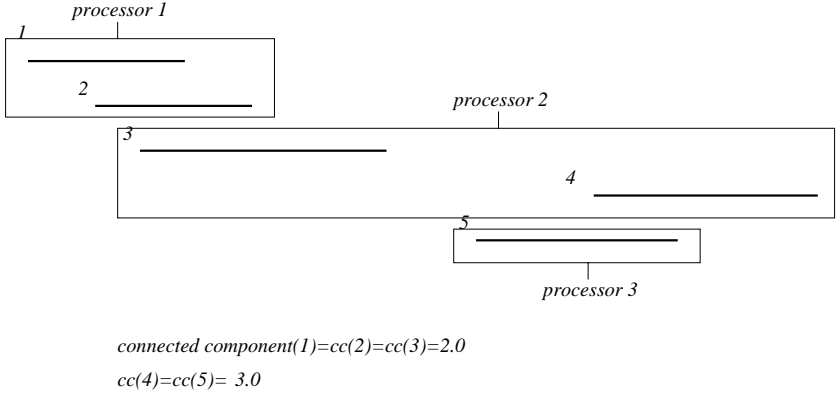 processor 1
1
2
processor 2
3
4
5
processor 3
connected component(1)=cc(2)=cc(3)=2.0
cc(4)=cc(5)= 3.0